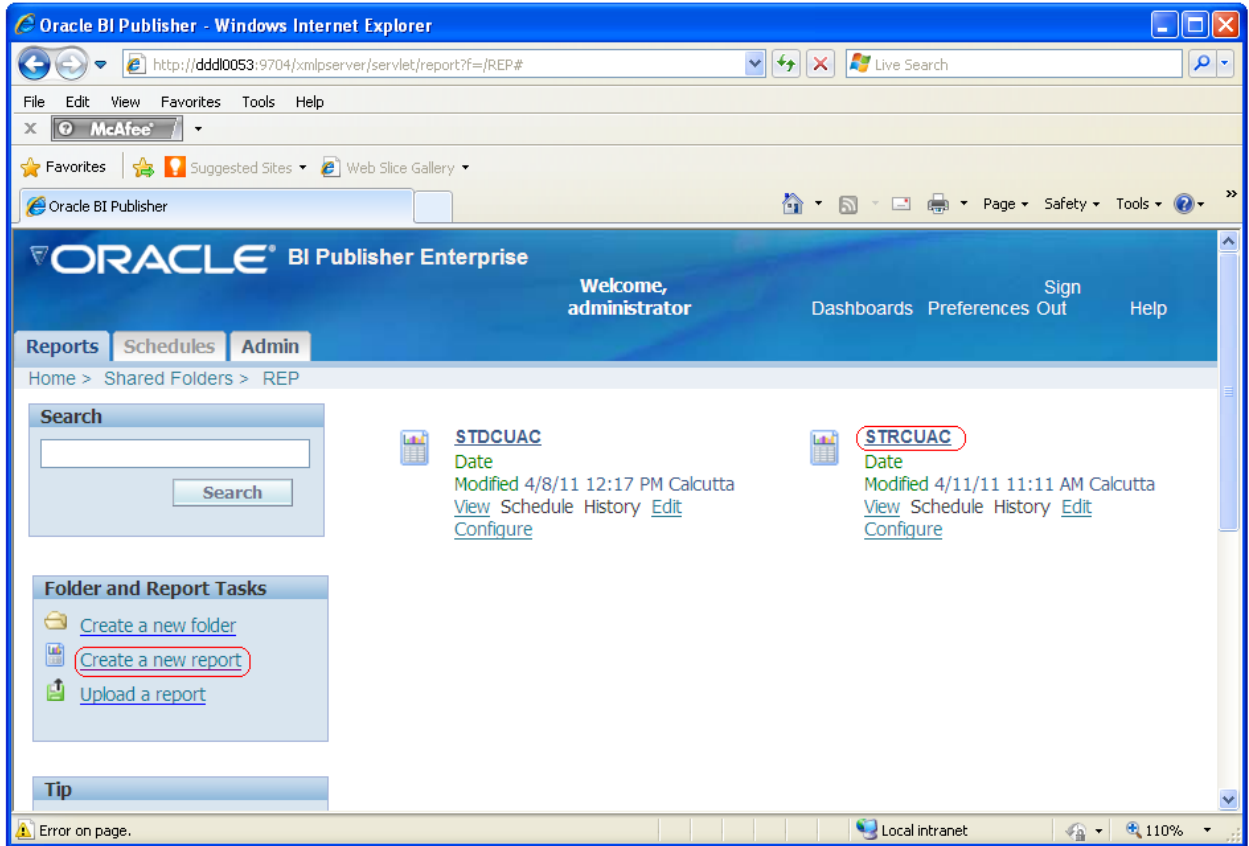 Oracle BI Publisher - Windows Internet Explorer
http://dddl0053:9704/xmlpserver/servlet/report?f=/REP#
Live Search
File Edit View Favorites Tools Help
x McAfee
Favorites Suggested Sites Web Slice Gallery
Oracle BI Publisher
Page Safety Tools »
ORACLE BI Publisher Enterprise
Welcome,
administrator
Dashboards Preferences Sign Out Help
Reports Schedules Admin
Home > Shared Folders > REP
Search
Search
STDCUAC
Date
Modified 4/8/11 12:17 PM Calcutta
View Schedule History Edit
Configure
STRCUAC
Date
Modified 4/11/11 11:11 AM Calcutta
View Schedule History Edit
Configure
Folder and Report Tasks
Create a new folder
Create a new report
Upload a report
Tip
Error on page.
Local intranet
110%